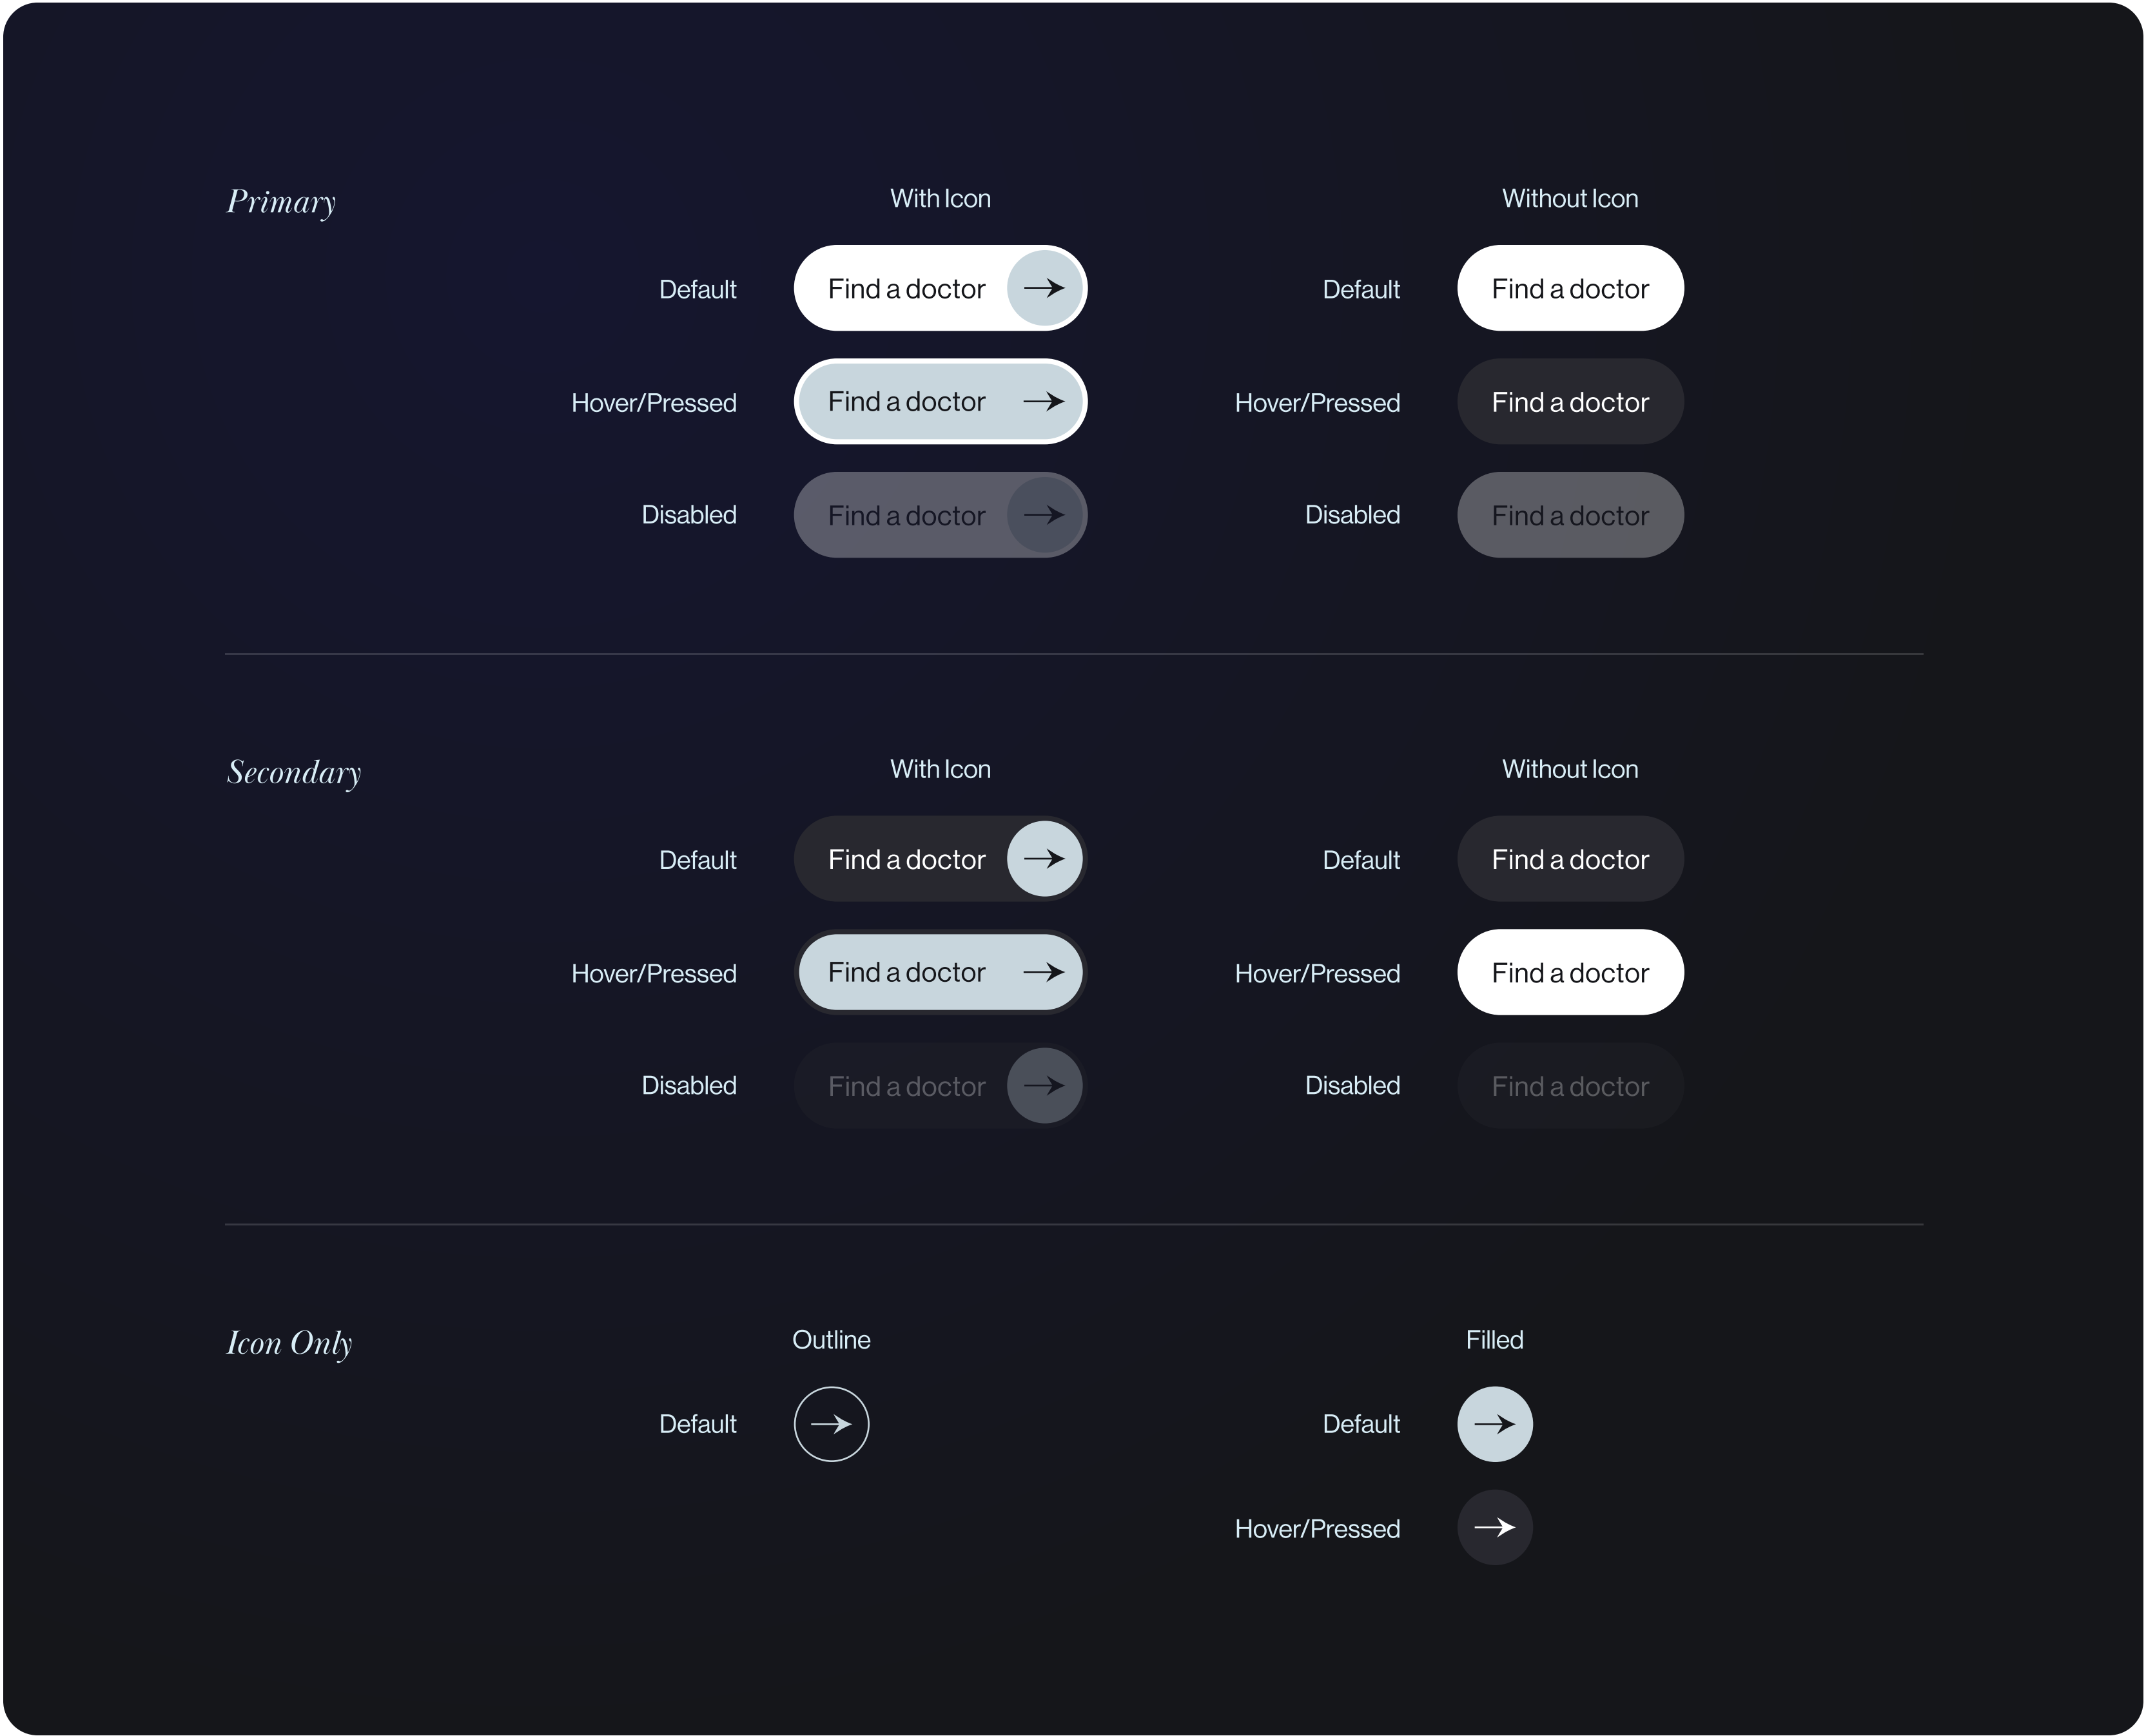 Primary
With Icon
Without Icon
Default
Find a doctor
Default
Find a doctor
Hover/Pressed
Find a doctor
Hover/Pressed
Find a doctor
Disabled
Find a doctor
Disabled
Find a doctor
Secondary
With Icon
Without Icon
Default
Find a doctor
Default
Find a doctor
Hover/Pressed
Find a doctor
Hover/Pressed
Find a doctor
Disabled
Find a doctor
Disabled
Find a doctor
Icon Only
Outline
Filled
Default
Default
Hover/Pressed